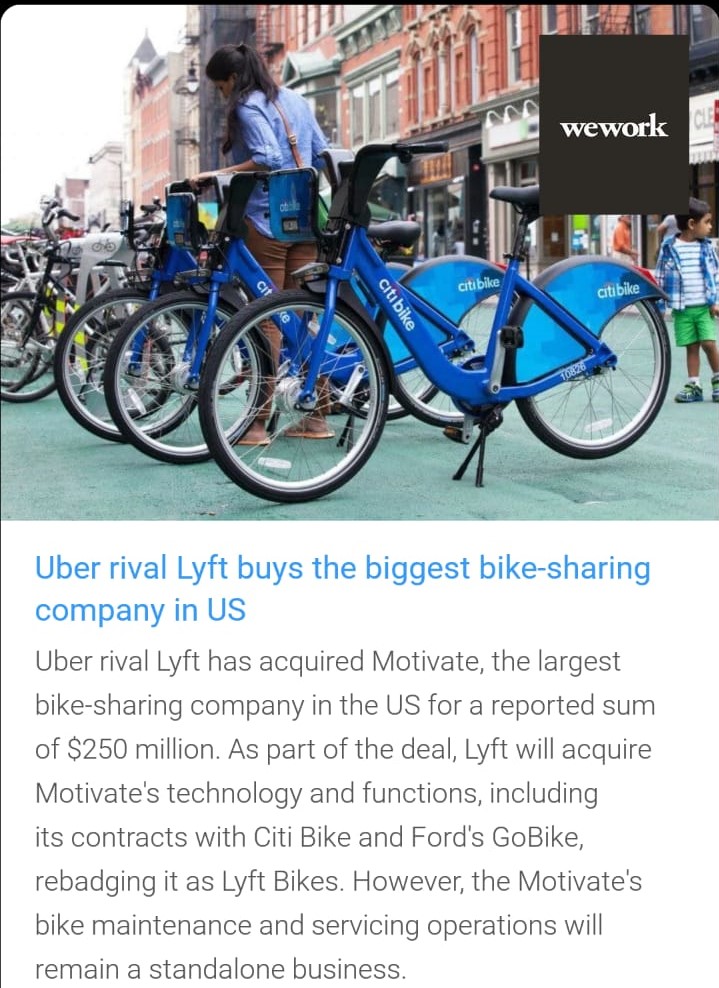 wework
CLE
citibike
citibike
citibike
citibike
10826
Uber rival Lyft buys the biggest bike-sharing
company in US
Uber rival Lyft has acquired Motivate, the largest
bike-sharing company in the US for a reported sum
of $250 million. As part of the deal, Lyft will acquire
Motivate's technology and functions, including
its contracts with Citi Bike and Ford's GoBike,
rebadging it as Lyft Bikes. However, the Motivate's
bike maintenance and servicing operations will
remain a standalone business.